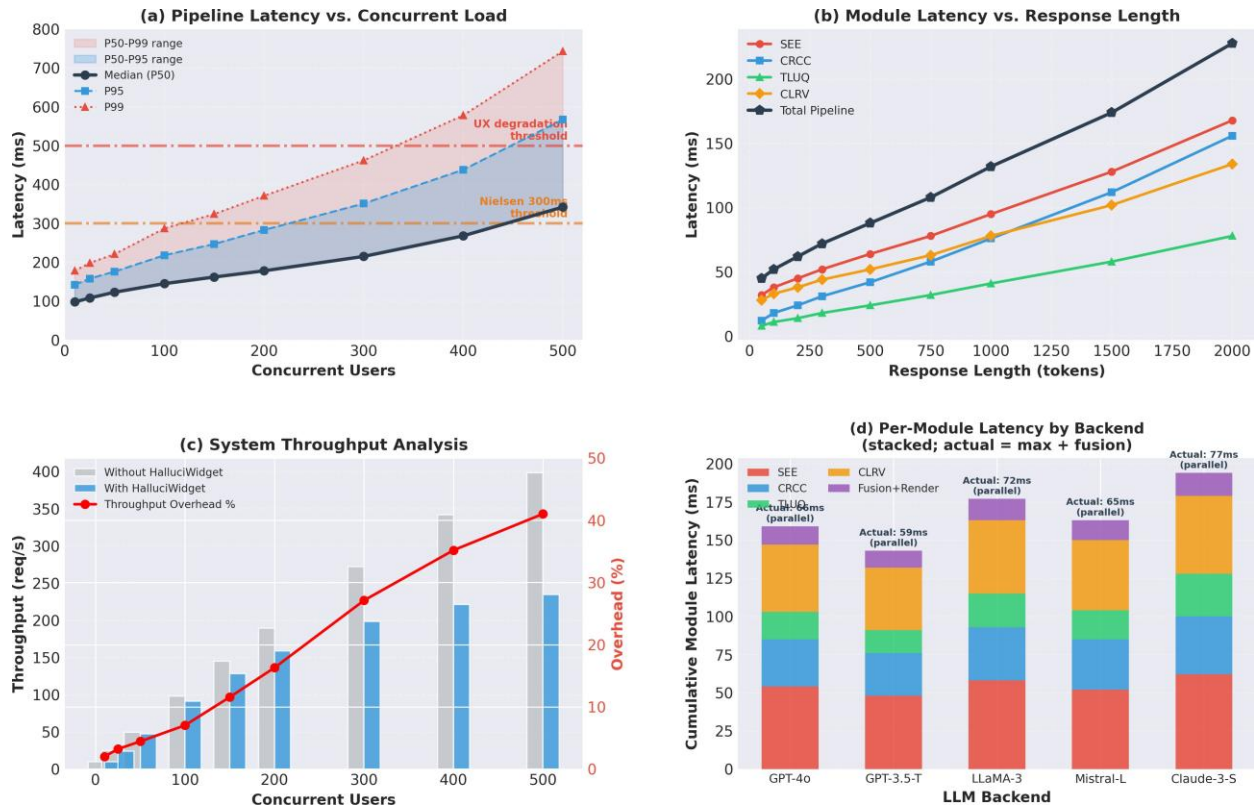 (a) Pipeline Latency vs. Concurrent Load
800
700
600
500
400
300
200
100
0
Latency (ms)
P50-P99 range
P50-P95 range
Median (P50)
P95
P99
UX degradation
threshold
Nielsen 300ms
threshold
0 100 200 300 400 500
Concurrent Users
(b) Module Latency vs. Response Length
200
150
100
50
0
Latency (ms)
SEE
CRCC
TLUQ
CLRV
Total Pipeline
0 250 500 750 1000 1250 1500 1750 2000
Response Length (tokens)
(c) System Throughput Analysis
400
350
300
250
200
150
100
50
0
Throughput (req/s)
Without HalluciWidget
With HalluciWidget
Throughput Overhead %
50
40
30
20
10
0
Overhead (%)
0 100 200 300 400 500
Concurrent Users
(d) Per-Module Latency by Backend
(stacked; actual = max + fusion)
200
175
150
125
100
75
50
25
0
Cumulative Module Latency (ms)
SEE
CRCC
TLUQ
CLRV
Fusion+Render
Actual: 66ms
(parallel)
Actual: 59ms
(parallel)
Actual: 72ms
(parallel)
Actual: 65ms
(parallel)
Actual: 77ms
(parallel)
GPT-4o GPT-3.5-T LLaMA-3 Mistral-L Claude-3-S
LLM Backend